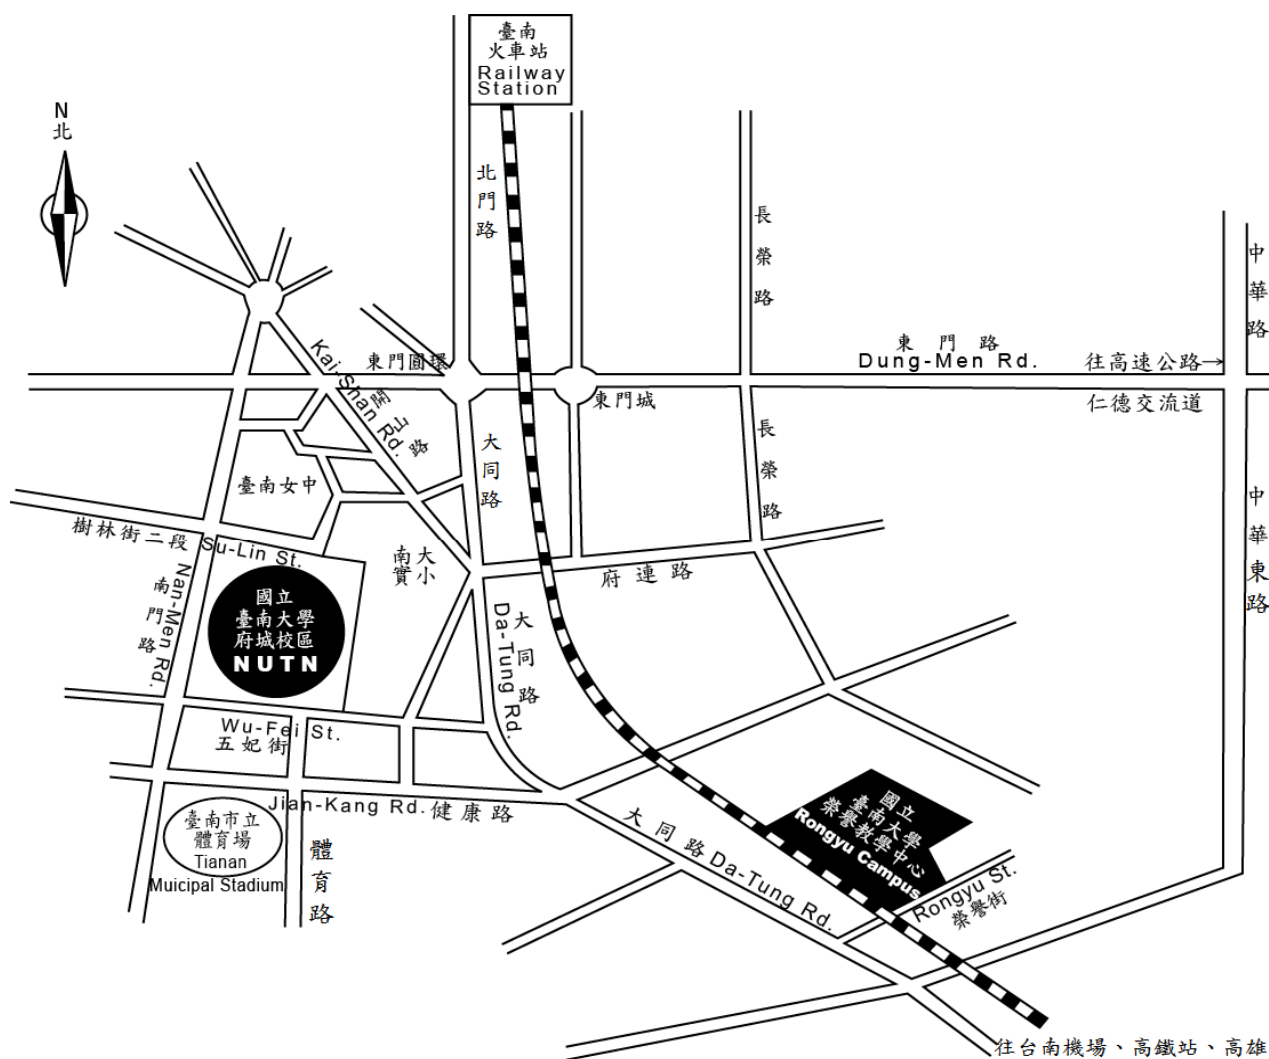 臺南
火車站
Railway
Station
N
北
北門路
長榮路
中華路
東門路
Dung-Men Rd.
往高速公路→
仁德交流道
東門圓環
東門城
Kai-Shan Rd.
開山路
大同路
長榮路
中華東路
臺南女中
樹林街二段
Su-Lin St.
南大
實小
府連路
Nan-Men Rd.
南門路
國立
臺南大學
府城校區
NUTN
大同路
Da-Tung Rd.
Wu-Fei St.
五妃街
Jian-Kang Rd.健康路
臺南市立
體育場
Tianan
Muicipal Stadium
體育路
大同路 Da-Tung Rd.
國立
臺南大學
榮譽教學中心
Rongyu Campus
Rongyu St.
榮譽街
往台南機場、高鐵站、高雄